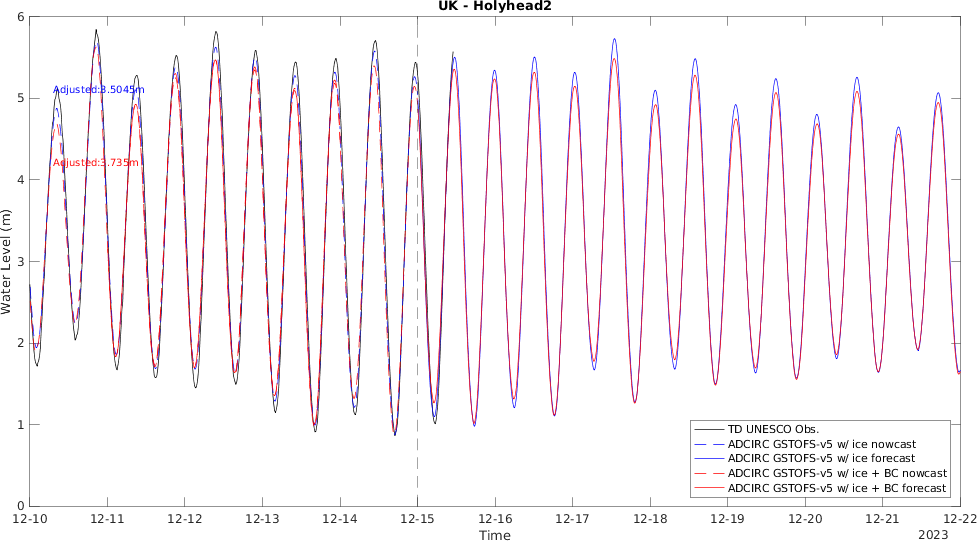 UK - Holyhead2
6
5
4
3
2
1
0
Water Level (m)
Adjusted:3.5045m
Adjusted:3.735m
TD UNESCO Obs.
ADCIRC GSTOFS-v5 w/ ice nowcast
ADCIRC GSTOFS-v5 w/ ice forecast
ADCIRC GSTOFS-v5 w/ ice + BC nowcast
ADCIRC GSTOFS-v5 w/ ice + BC forecast
12-10 12-11 12-12 12-13 12-14 12-15 12-16 12-17 12-18 12-19 12-20 12-21 12-22
Time
2023